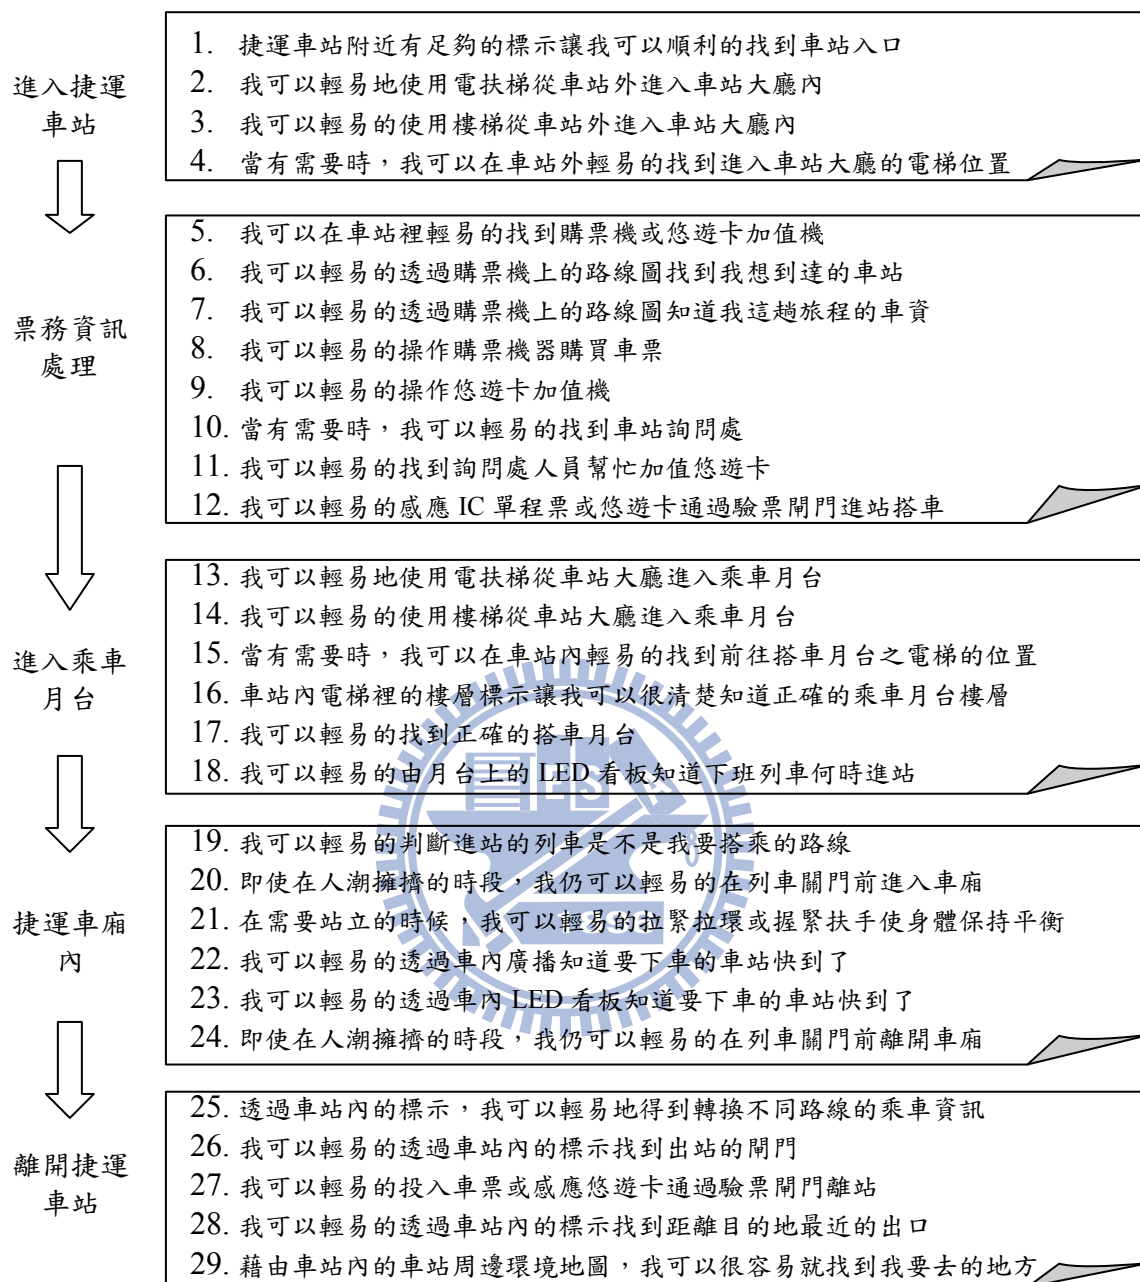 進入捷運
車站
1. 捷運車站附近有足夠的標示讓我可以順利的找到車站入口
2. 我可以輕易地使用電扶梯從車站外進入車站大廳內
3. 我可以輕易的使用樓梯從車站外進入車站大廳內
4. 當有需要時，我可以在車站外輕易的找到進入車站大廳的電梯位置
票務資訊
處理
5. 我可以在車站裡輕易的找到購票機或悠遊卡加值機
6. 我可以輕易的透過購票機上的路線圖找到我想到達的車站
7. 我可以輕易的透過購票機上的路線圖知道我這趟旅程的車資
8. 我可以輕易的操作購票機器購買車票
9. 我可以輕易的操作悠遊卡加值機
10. 當有需要時，我可以輕易的找到車站詢問處
11. 我可以輕易的找到詢問處人員幫忙加值悠遊卡
12. 我可以輕易的感應 IC 單程票或悠遊卡通過驗票閘門進站搭車
進入乘車
月台
13. 我可以輕易地使用電扶梯從車站大廳進入乘車月台
14. 我可以輕易的使用樓梯從車站大廳進入乘車月台
15. 當有需要時，我可以在車站內輕易的找到前往搭車月台之電梯的位置
16. 車站內電梯裡的樓層標示讓我可以很清楚知道正確的乘車月台樓層
17. 我可以輕易的找到正確的搭車月台
18. 我可以輕易的由月台上的 LED 看板知道下班列車何時進站
捷運車廂
內
19. 我可以輕易的判斷進站的列車是不是我要搭乘的路線
20. 即使在人潮擁擠的時段，我仍可以輕易的在列車關門前進入車廂
21. 在需要站立的時候，我可以輕易的拉緊拉環或握緊扶手使身體保持平衡
22. 我可以輕易的透過車內廣播知道要下車的車站快到了
23. 我可以輕易的透過車內 LED 看板知道要下車的車站快到了
24. 即使在人潮擁擠的時段，我仍可以輕易的在列車關門前離開車廂
離開捷運
車站
25. 透過車站內的標示，我可以輕易地得到轉換不同路線的乘車資訊
26. 我可以輕易的透過車站內的標示找到出站的閘門
27. 我可以輕易的投入車票或感應悠遊卡通過驗票閘門離站
28. 我可以輕易的透過車站內的標示找到距離目的地最近的出口
29. 藉由車站內的車站周邊環境地圖，我可以很容易就找到我要去的地方